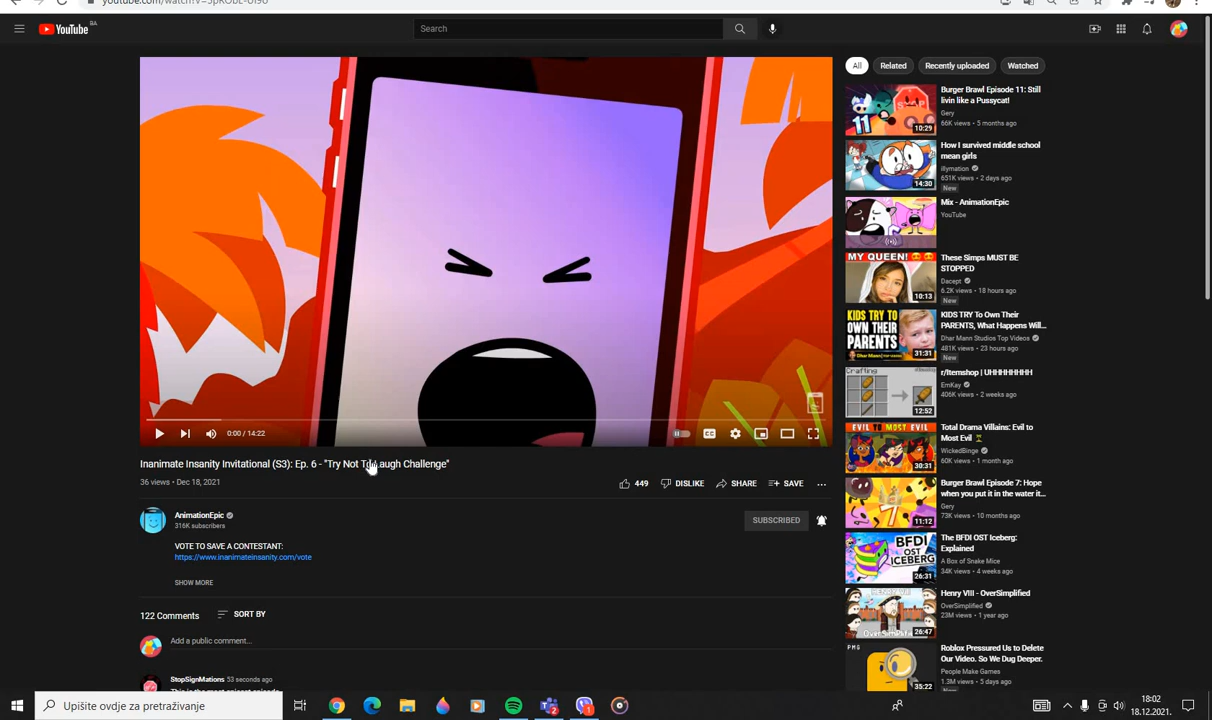 YouTube BA
Search
Inanimate Insanity Invitational (S3): Ep. 6 - "Try Not To Laugh Challenge"
0:00 / 14:22
36 views • Dec 18, 2021
449
DISLIKE
SHARE
SAVE
AnimationEpic
316K subscribers
SUBSCRIBED
VOTE TO SAVE A CONTESTANT:
https://www.inanimateinsanity.com/vote
SHOW MORE
122 Comments
SORT BY
Add a public comment...
StopSignMations 53 seconds ago
All
Related
Recently uploaded
Watched
11
10:29
Burger Brawl Episode 11: Still
livin like a Pussycat!
Gery
66K views • 5 months ago
14:30
How I survived middle school
mean girls
illymation
651K views • 2 days ago
New
Mix - AnimationEpic
YouTube
MY QUEEN!
10:13
These Simps MUST BE
STOPPED
Dacept
6.2K views • 18 hours ago
New
KIDS TRY TO
OWN THEIR
PARENTS
31:31
KIDS TRY To Own Their
PARENTS, What Happens Will...
Dhar Mann Studios Top Videos
481K views • 23 hours ago
New
Crafting
12:52
r/Itemshop | UHHHHHHHH
EmKay
406K views • 2 weeks ago
EVIL TO MOST EVIL
30:31
Total Drama Villains: Evil to
Most Evil
WickedBinge
60K views • 1 month ago
11:12
Burger Brawl Episode 7: Hope
when you put it in the water it...
Gery
73K views • 10 months ago
BFDI
OST
ICEBERG
26:31
The BFDI OST Iceberg:
Explained
A Box of Snake Mice
34K views • 4 weeks ago
OVERSIMPLIFIED
26:47
Henry VIII - OverSimplified
OverSimplified
23M views • 1 year ago
PMG
35:22
Roblox Pressured Us to Delete
Our Video. So We Dug Deeper.
People Make Games
1.3M views • 5 days ago
Upišite ovdje za pretraživanje
18:02
18.12.2021.